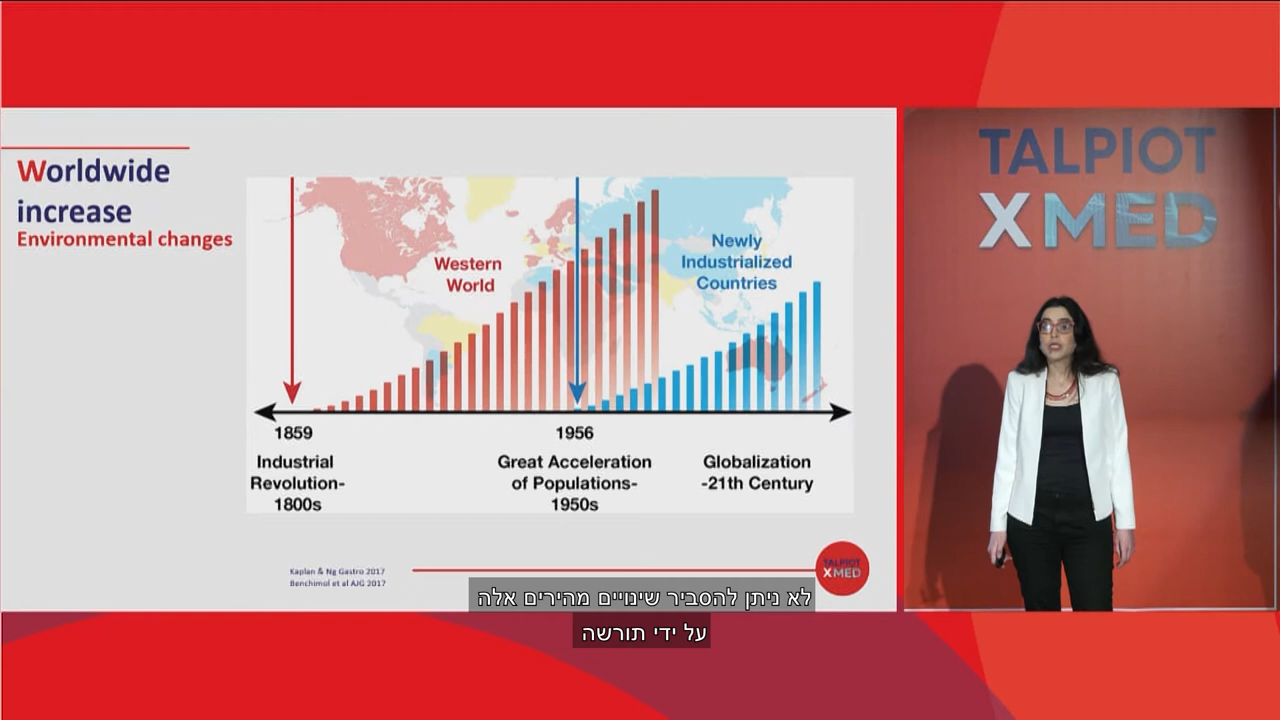 Worldwide
increase
Environmental changes
Western
World
Newly
Industrialized
Countries
1859
Industrial
Revolution-
1800s
1956
Great Acceleration
of Populations-
1950s
Globalization
-21th Century
Kaplan & Ng Gastro 2017
Benchimol et al AJG 2017
TALPIOT
XMED
TALPIOT
X MED
לא ניתן להסביר שינויים מהירים אלה
על ידי תורשה